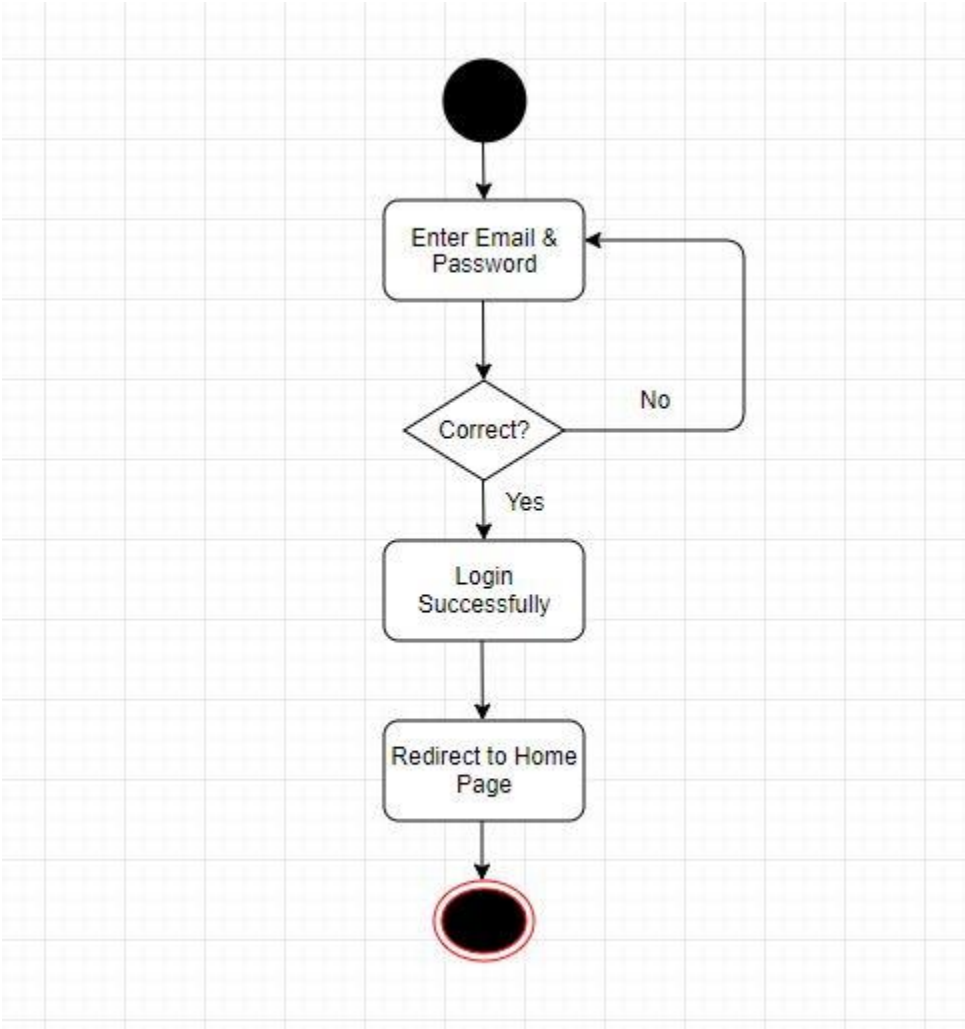 Enter Email &
Password
Correct?
No
Yes
Login
Successfully
Redirect to Home
Page